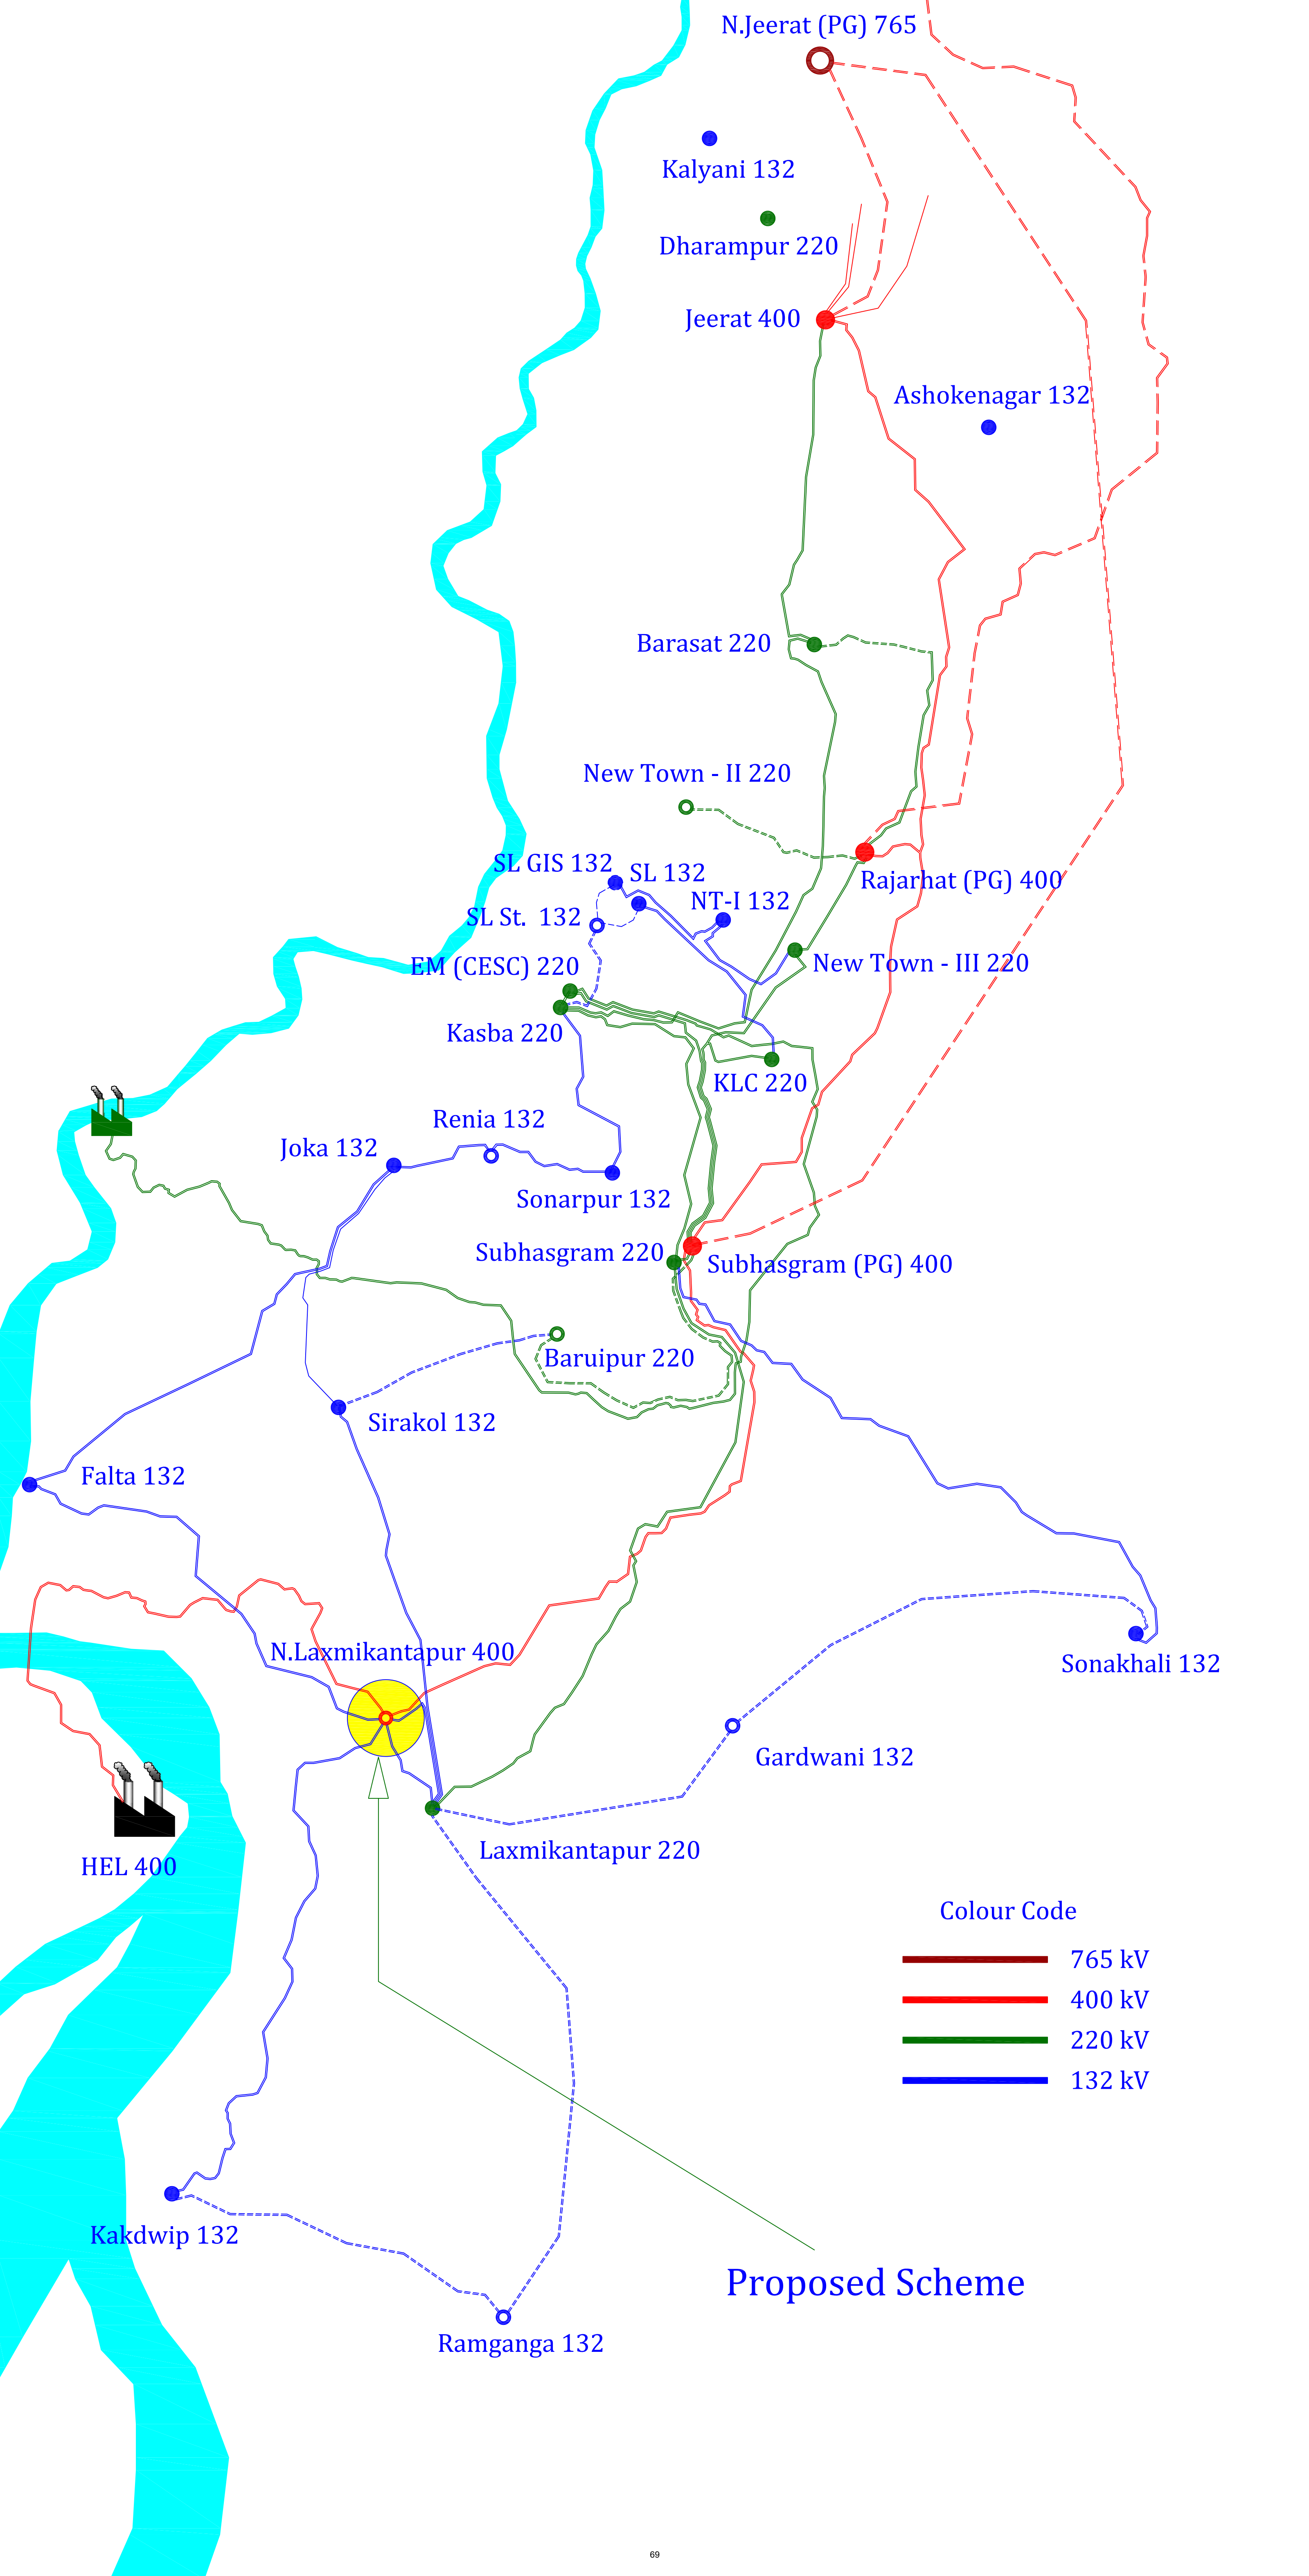 N.Jeerat (PG) 765
Kalyani 132
Dharampur 220
Jeerat 400
Ashokenagar 132
Barasat 220
New Town - II 220
SL GIS 132
SL 132
Rajarhat (PG) 400
NT-I 132
SL St. 132
EM (CESC) 220
New Town - III 220
Kasba 220
KLC 220
Renia 132
Joka 132
Sonarpur 132
Subhasgram 220
Subhasgram (PG) 400
Baruipur 220
Sirakol 132
Falta 132
N.Laxmikantapur 400
Sonakhali 132
Gardwani 132
Laxmikantapur 220
HEL 400
Colour Code
765 kV
400 kV
220 kV
132 kV
Kakdwip 132
Proposed Scheme
Ramganga 132
69